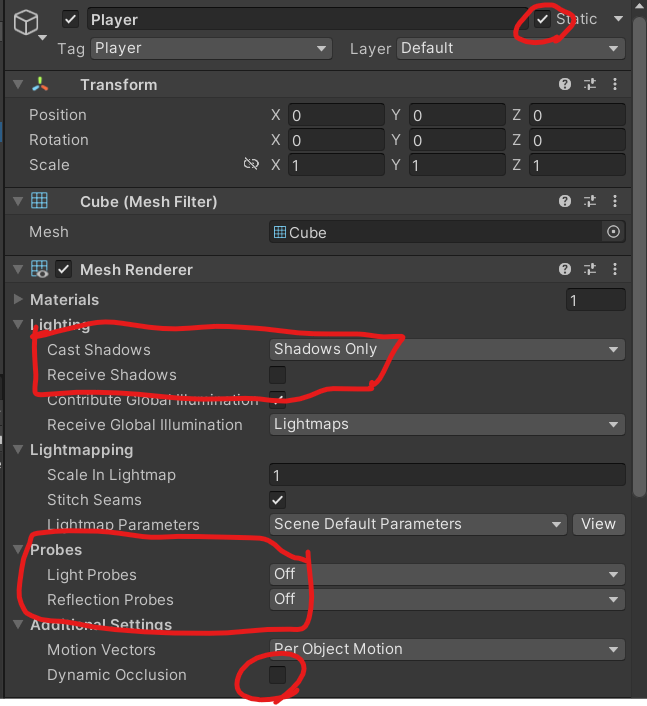 Player Static
Tag Player Layer Default
Transform
Position X 0 Y 0 Z 0
Rotation X 0 Y 0 Z 0
Scale X 1 Y 1 Z 1
Cube (Mesh Filter)
Mesh Cube
Mesh Renderer
Materials 1
Lighting
Cast Shadows Shadows Only
Receive Shadows
Contribute Global Illumination
Receive Global Illumination Lightmaps
Lightmapping
Scale In Lightmap 1
Stitch Seams
Lightmap Parameters Scene Default Parameters View
Probes
Light Probes Off
Reflection Probes Off
Additional Settings
Motion Vectors Per Object Motion
Dynamic Occlusion